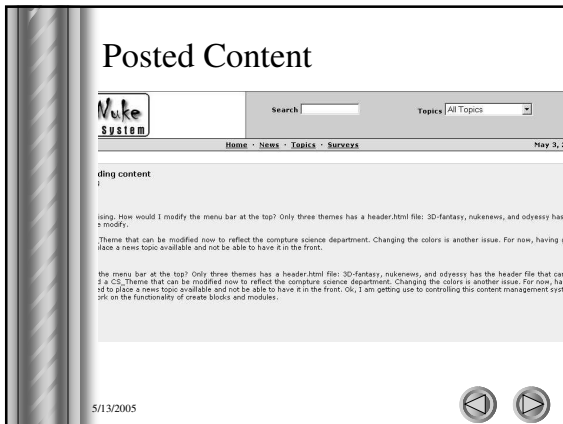 Posted Content
Nuke
System
Search
Topics All Topics
Home · News · Topics · Surveys
May 3,
ding content
ising. How would I modify the menu bar at the top? Only three themes has a header.html file: 3D-fantasy, nukenews, and odyessy has
e modify.
_Theme that can be modified now to reflect the compture science department. Changing the colors is another issue. For now, having
lace a news topic availlable and not be able to have it in the front.
the menu bar at the top? Only three themes has a header.html file: 3D-fantasy, nukenews, and odyessy has the header file that can
d a CS_Theme that can be modified now to reflect the compture science department. Changing the colors is another issue. For now, ha
ed to place a news topic availlable and not be able to have it in the front. Ok, I am getting use to controlling this content management syst
ork on the functionality of create blocks and modules.
5/13/2005